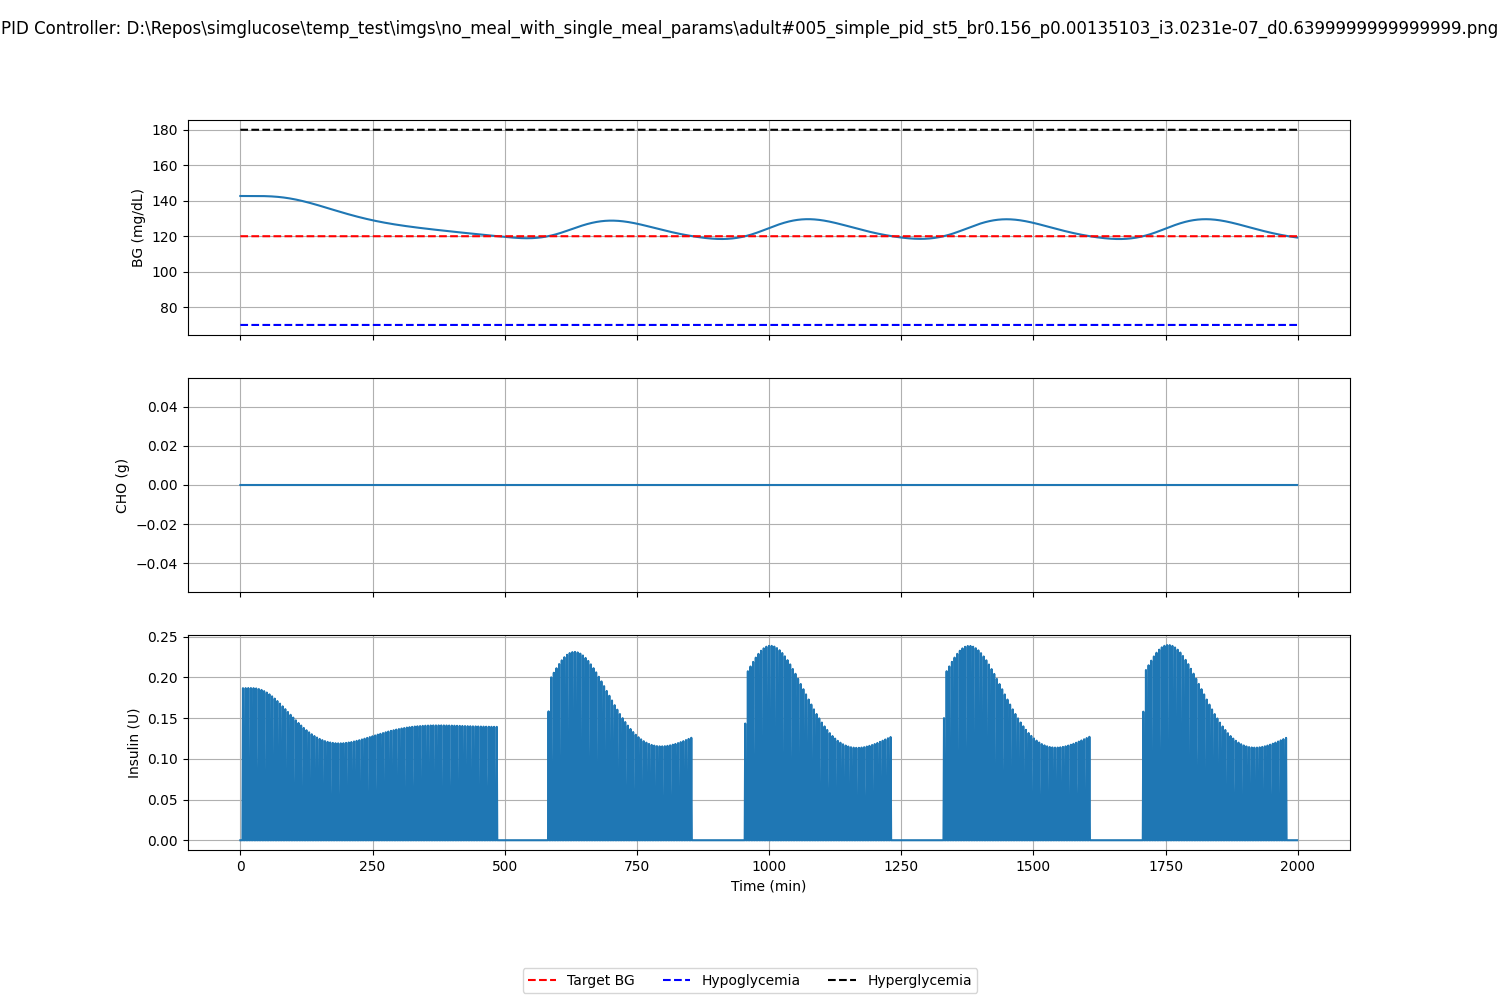 PID Controller: D:\Repos\simglucose\temp_test\imgs\no_meal_with_single_meal_params\adult#005_simple_pid_st5_br0.156_p0.00135103_i3.0231e-07_d0.6399999999999999.png
180
160
140
120
100
80
BG (mg/dL)
0.04
0.02
0.00
−0.02
−0.04
CHO (g)
0.25
0.20
0.15
0.10
0.05
0.00
Insulin (U)
0 250 500 750 1000 1250 1500 1750 2000
Time (min)
Target BG Hypoglycemia Hyperglycemia